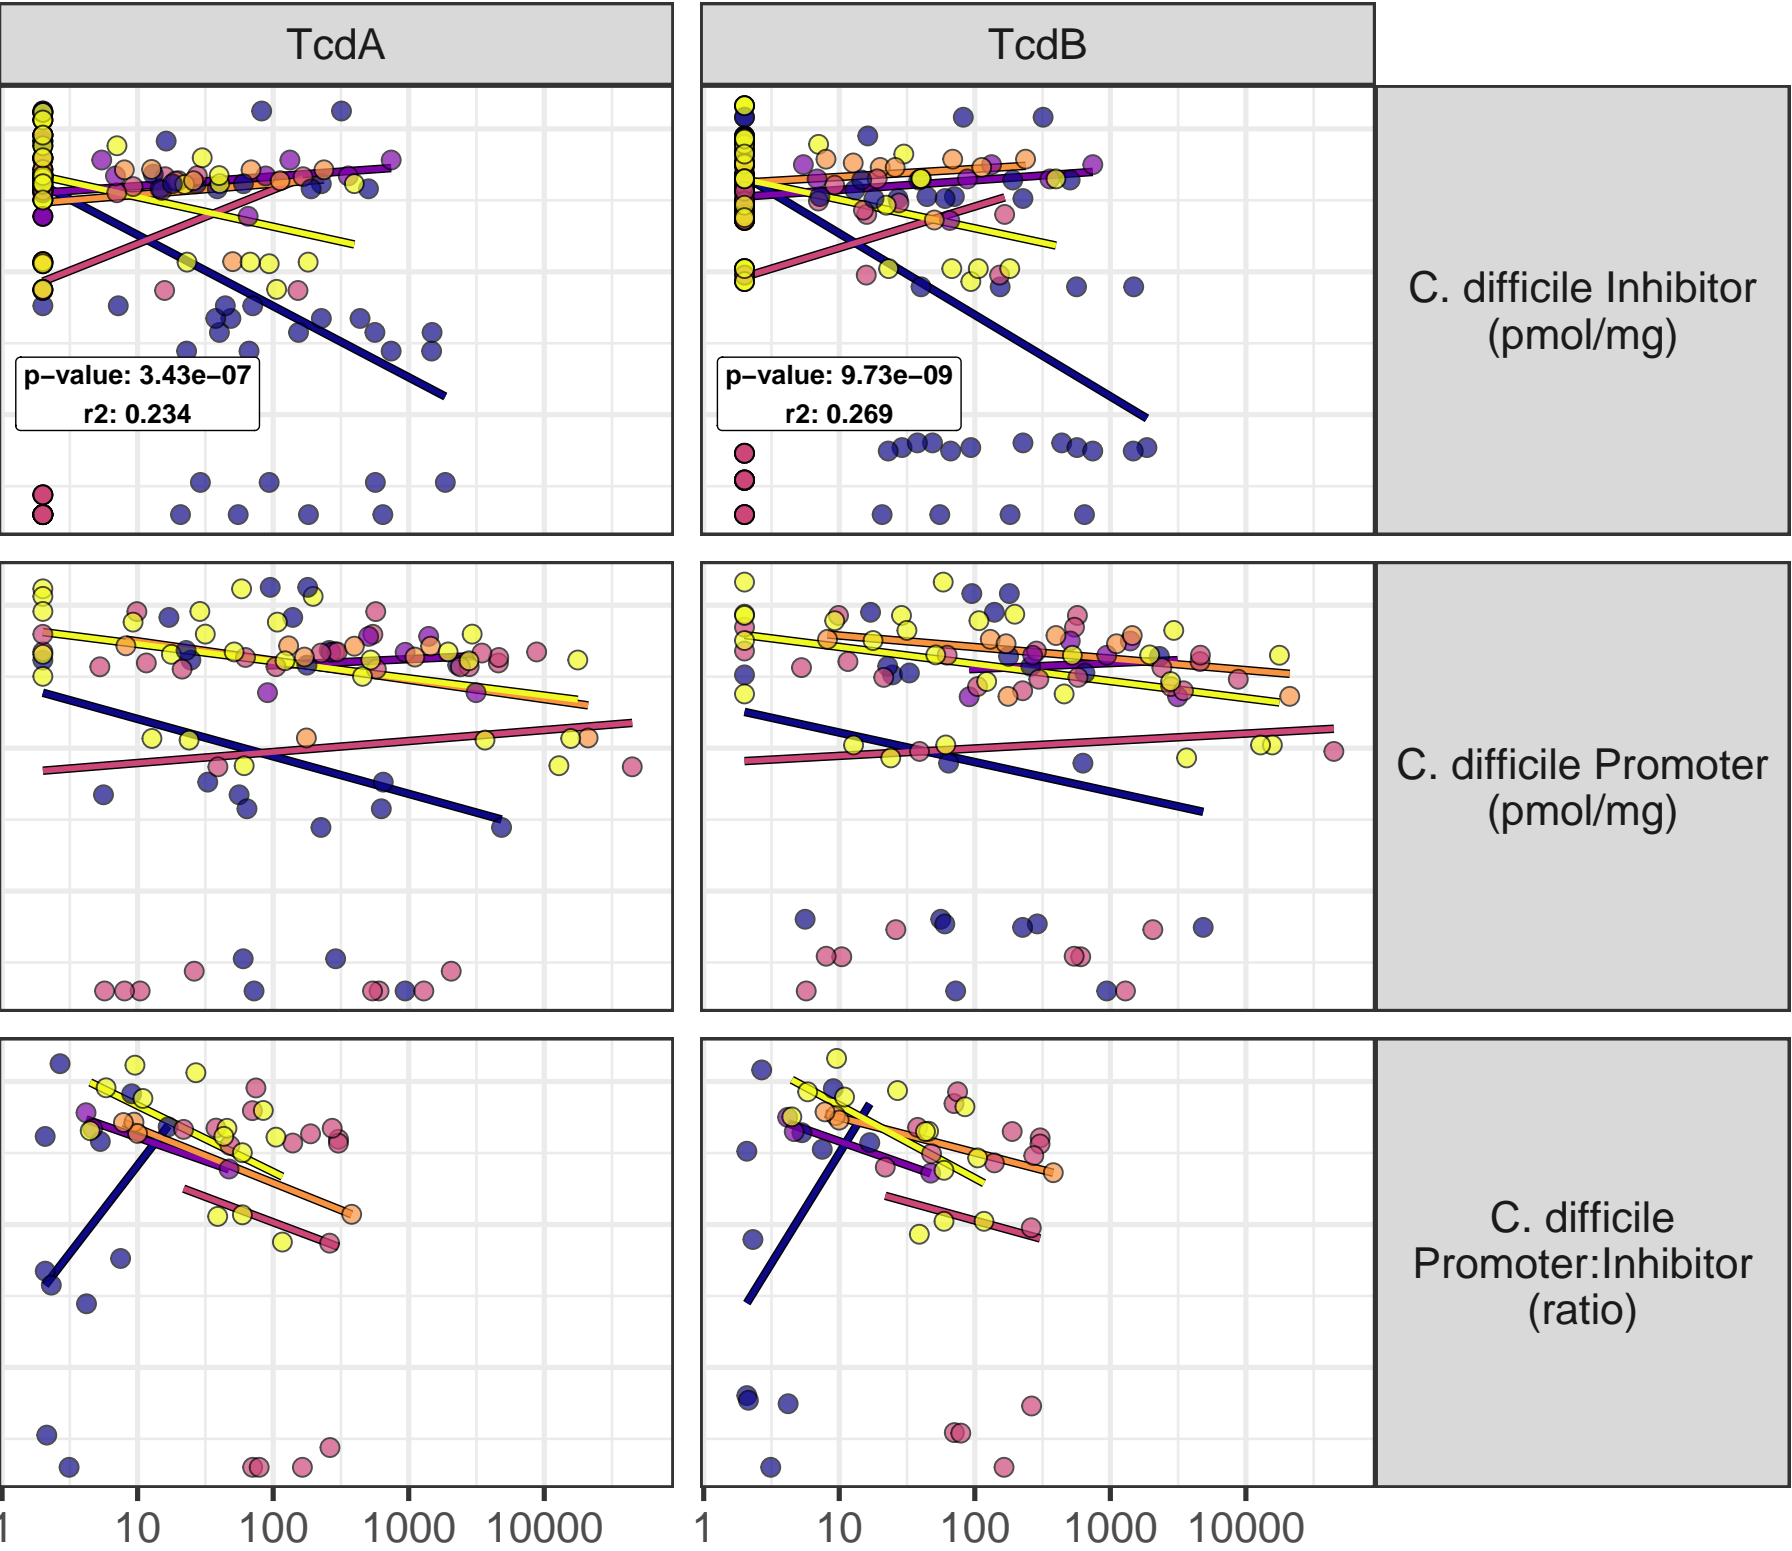 TcdA
TcdB
C. difficile Inhibitor
(pmol/mg)
p−value: 3.43e−07
r2: 0.234
p−value: 9.73e−09
r2: 0.269
C. difficile Promoter
(pmol/mg)
C. difficile
Promoter:Inhibitor
(ratio)
1 10 100 1000 10000
1 10 100 1000 10000